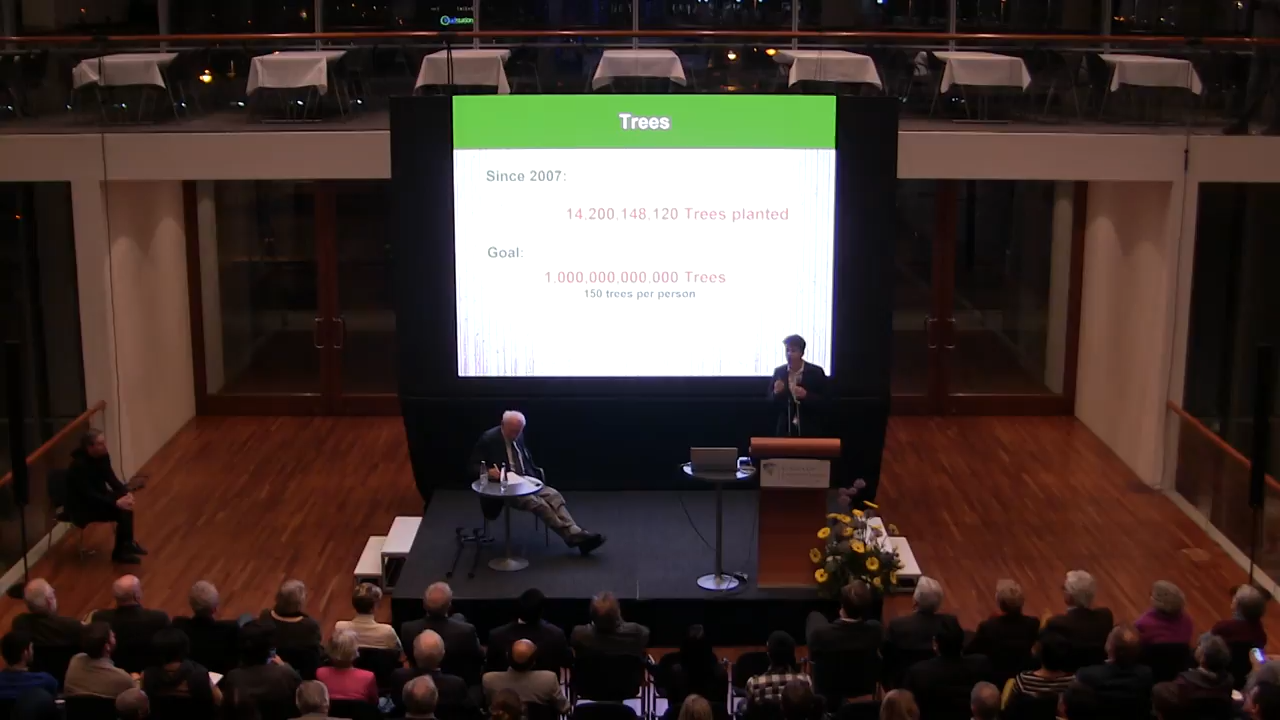 Trees
Since 2007:
14.200.148.120 Trees planted
Goal:
1.000.000.000.000 Trees
150 trees per person